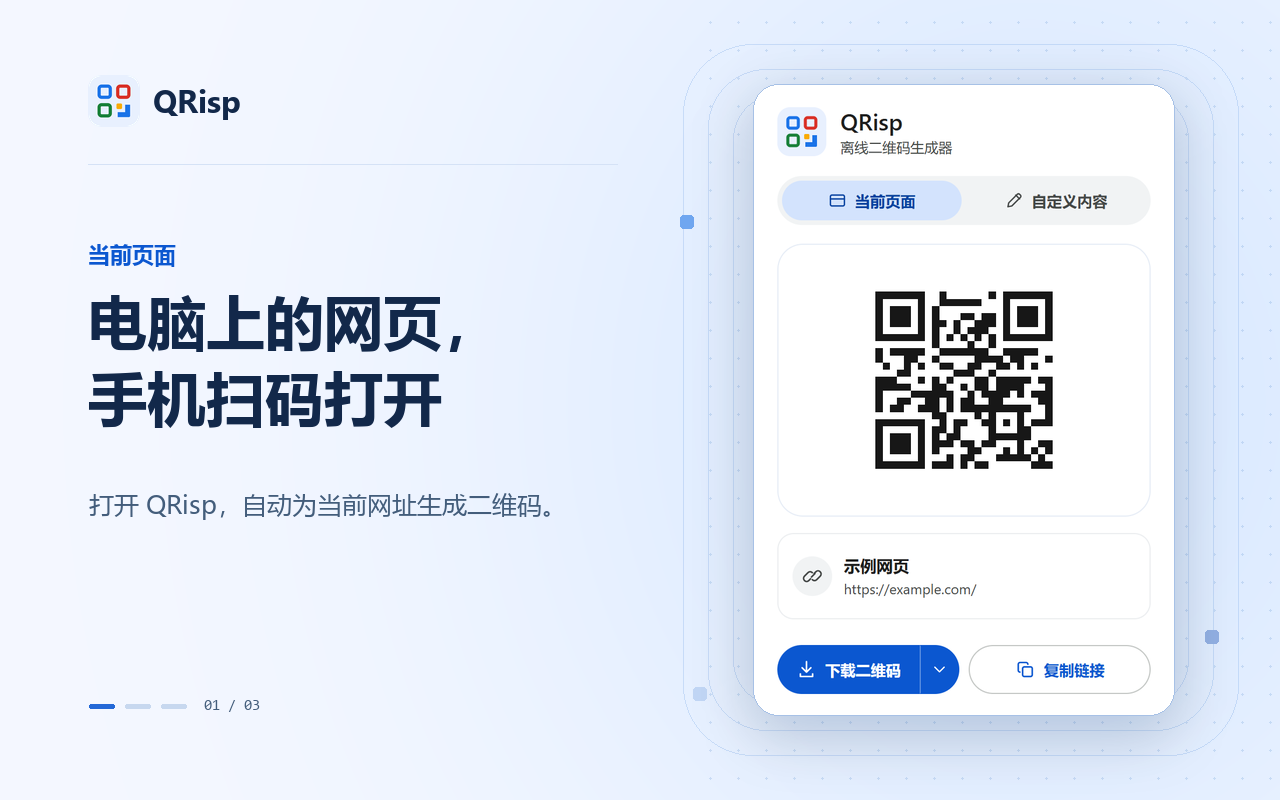 QRisp
当前页面
电脑上的网页，
手机扫码打开
打开 QRisp，自动为当前网址生成二维码。
01 / 03
QRisp
离线二维码生成器
当前页面
自定义内容
示例网页
https://example.com/
下载二维码
复制链接